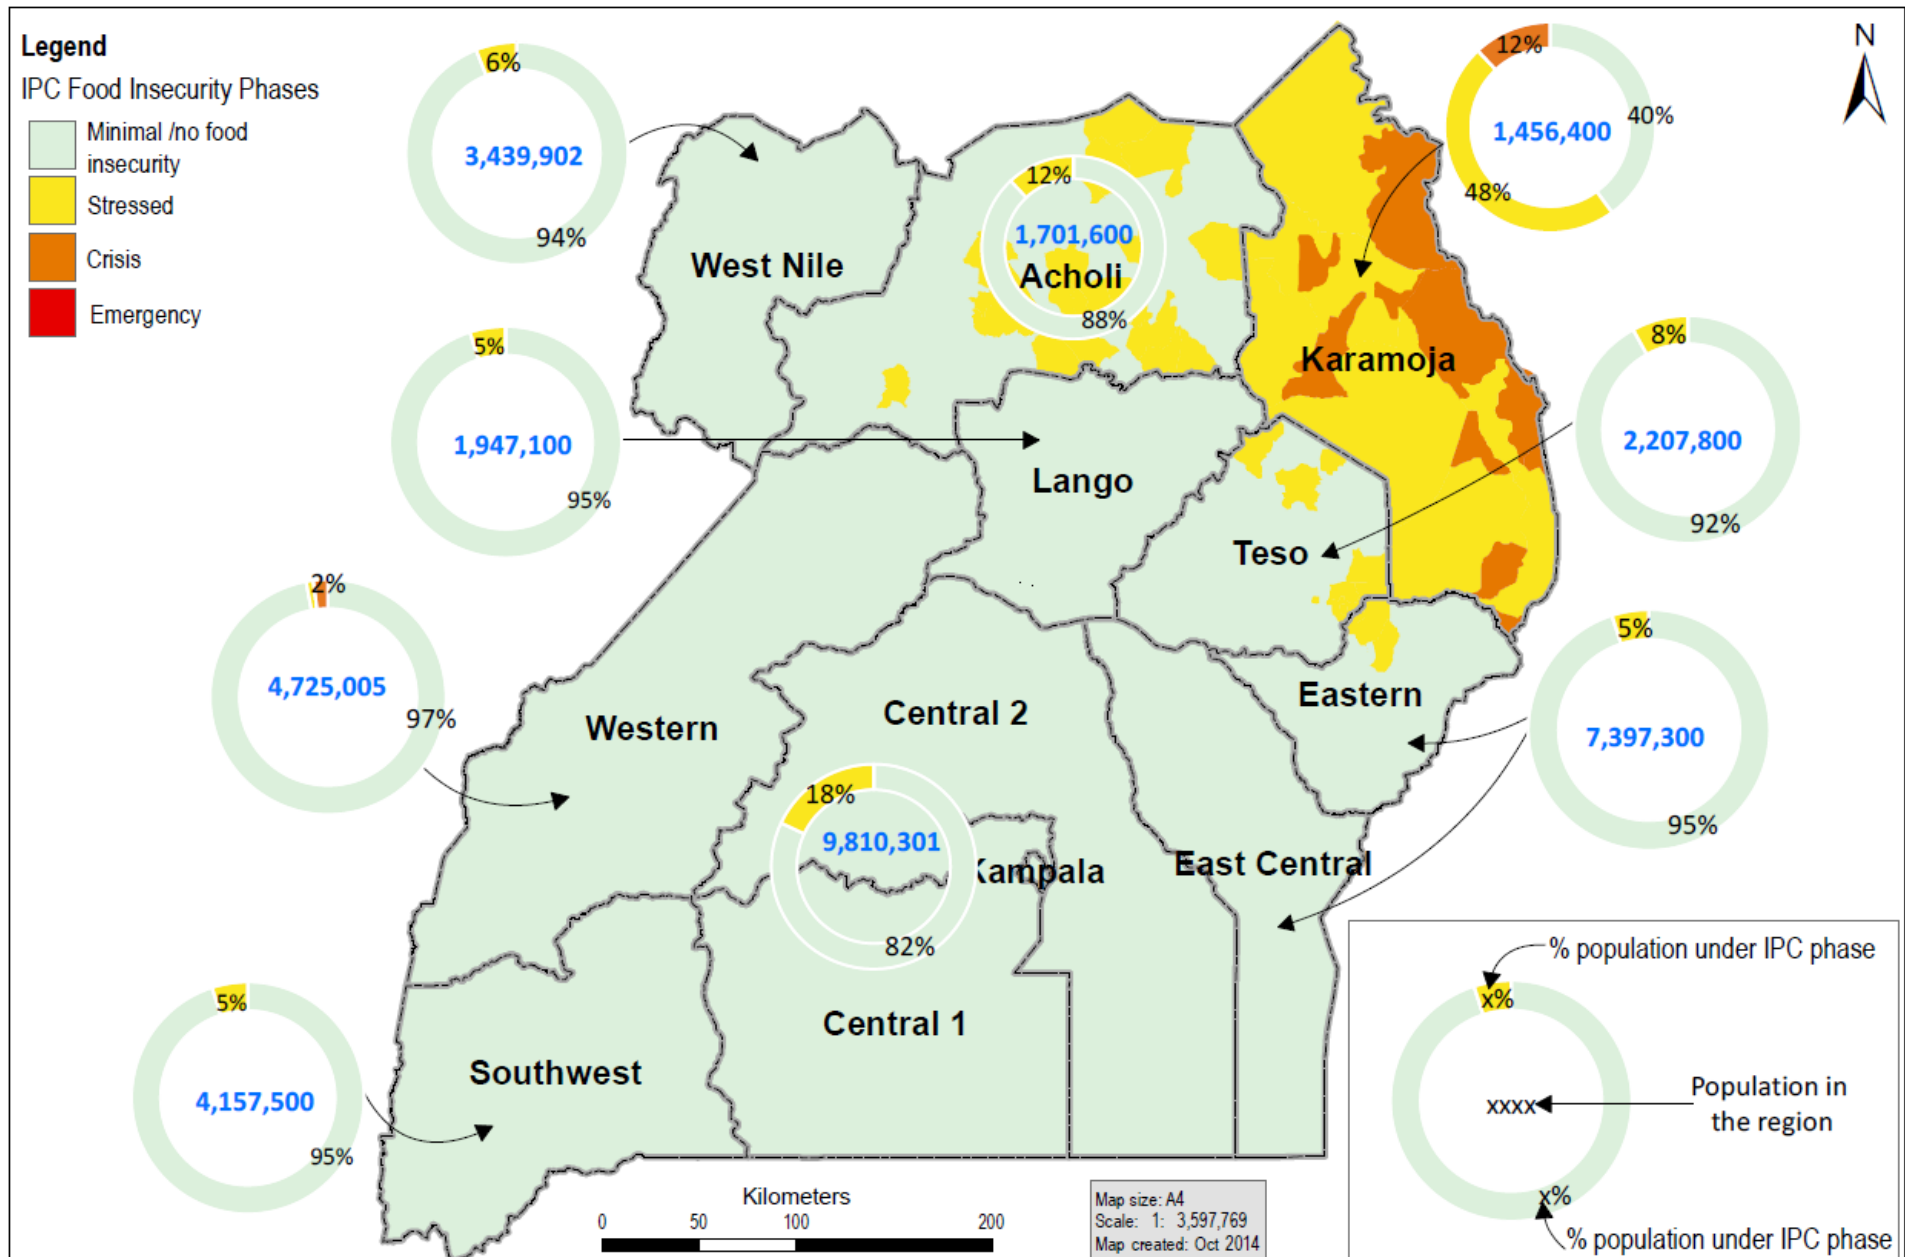 Legend
IPC Food Insecurity Phases
Minimal /no food
insecurity
Stressed
Crisis
Emergency
6%
3,439,902
94%
5%
1,947,100
95%
2%
4,725,005
97%
5%
4,157,500
95%
12%
1,701,600
88%
18%
9,810,301
82%
12%
40%
1,456,400
48%
8%
2,207,800
92%
5%
7,397,300
95%
N
West Nile
Acholi
Karamoja
Lango
Teso
Eastern
Western
Central 2
Kampala
East Central
Central 1
Southwest
% population under IPC phase
x%
xxxx
Population in
the region
x%
% population under IPC phase
Kilometers
0 50 100 200
Map size: A4
Scale: 1: 3,597,769
Map created: Oct 2014